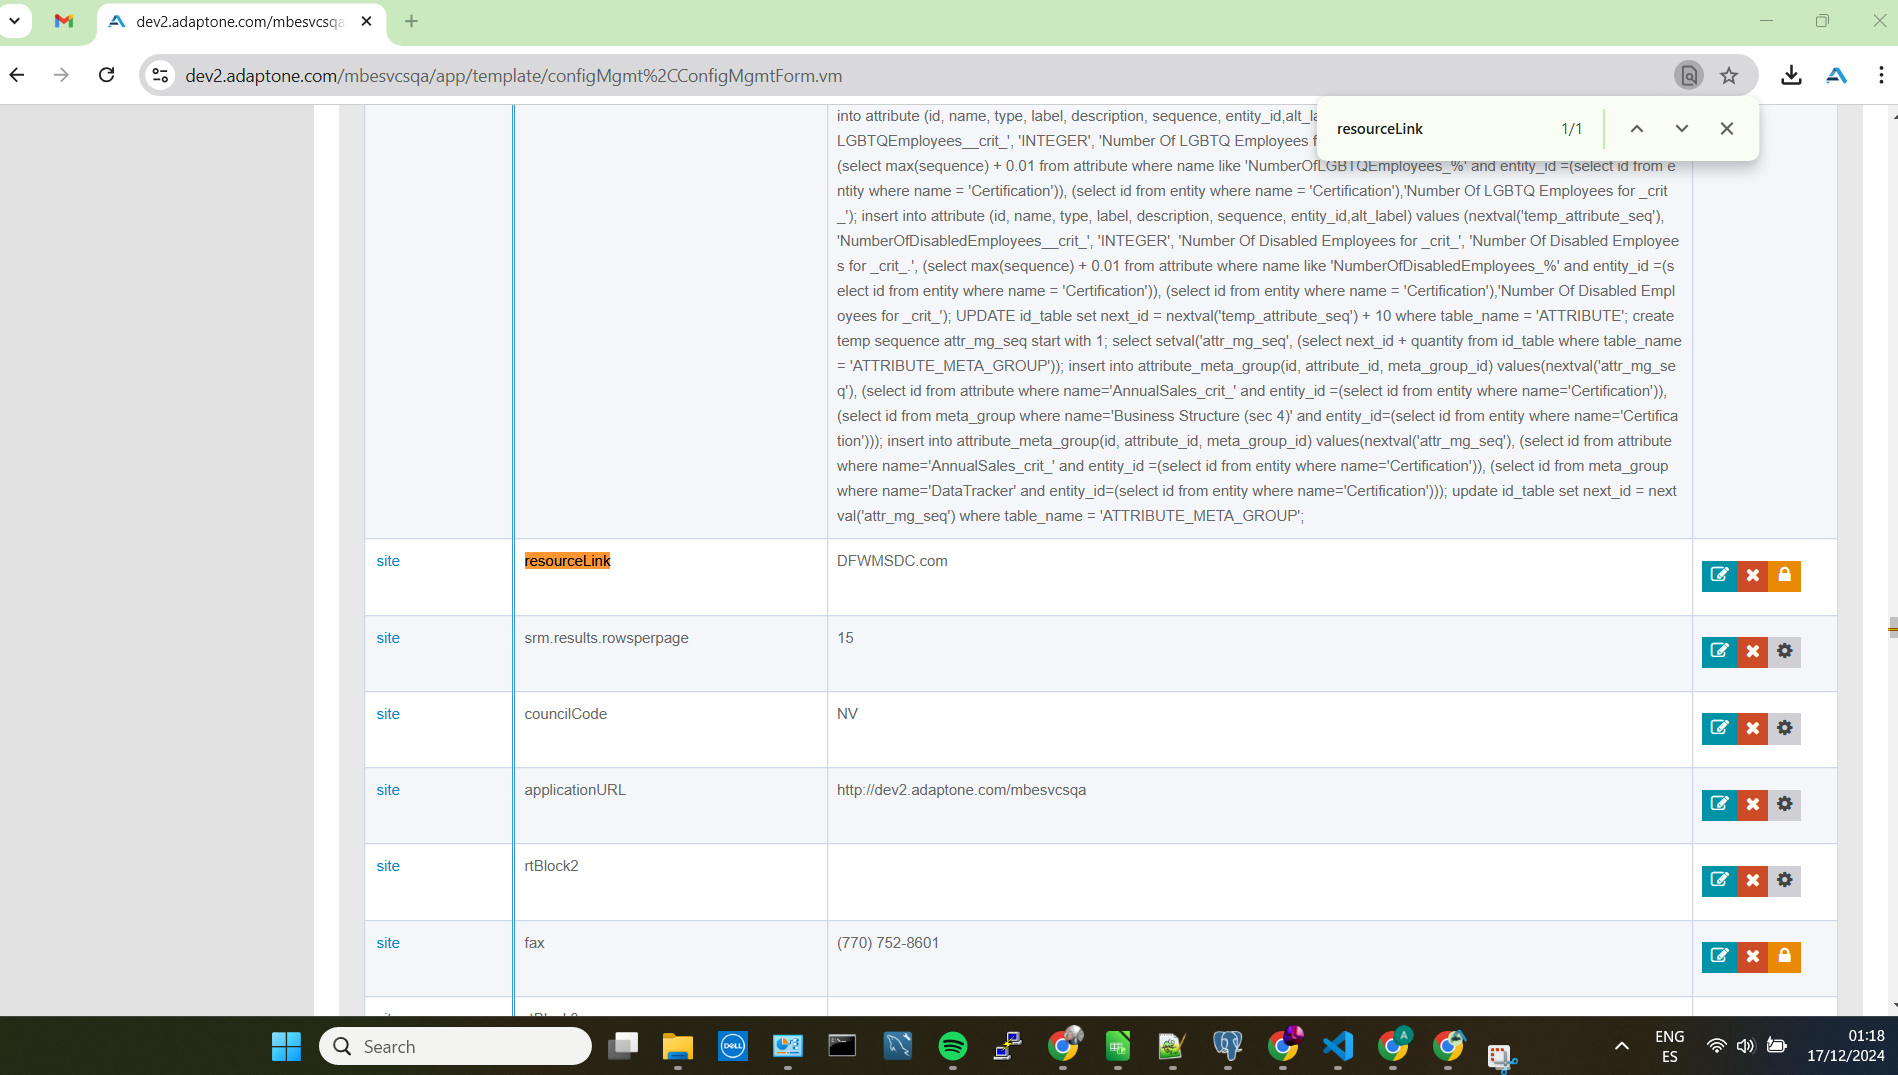 dev2.adaptone.com/mbesvcsqa
dev2.adaptone.com/mbesvcsqa/app/template/configMgmt%2CConfigMgmtForm.vm
resourceLink
1/1
into attribute (id, name, type, label, description, sequence, entity_id,alt_la
LGBTQEmployees__crit_', 'INTEGER', 'Number Of LGBTQ Employees f
(select max(sequence) + 0.01 from attribute where name like 'NumberOfLGBTQEmployees_%' and entity_id =(select id from e
ntity where name = 'Certification')), (select id from entity where name = 'Certification'),'Number Of LGBTQ Employees for _crit
_'); insert into attribute (id, name, type, label, description, sequence, entity_id,alt_label) values (nextval('temp_attribute_seq'),
'NumberOfDisabledEmployees__crit_', 'INTEGER', 'Number Of Disabled Employees for _crit_', 'Number Of Disabled Employee
s for _crit_.', (select max(sequence) + 0.01 from attribute where name like 'NumberOfDisabledEmployees_%' and entity_id =(s
elect id from entity where name = 'Certification')), (select id from entity where name = 'Certification'),'Number Of Disabled Empl
oyees for _crit_'); UPDATE id_table set next_id = nextval('temp_attribute_seq') + 10 where table_name = 'ATTRIBUTE'; create
temp sequence attr_mg_seq start with 1; select setval('attr_mg_seq', (select next_id + quantity from id_table where table_name
= 'ATTRIBUTE_META_GROUP')); insert into attribute_meta_group(id, attribute_id, meta_group_id) values(nextval('attr_mg_se
q'), (select id from attribute where name='AnnualSales_crit_' and entity_id =(select id from entity where name='Certification')),
(select id from meta_group where name='Business Structure (sec 4)' and entity_id=(select id from entity where name='Certifica
tion'))); insert into attribute_meta_group(id, attribute_id, meta_group_id) values(nextval('attr_mg_seq'), (select id from attribute
where name='AnnualSales_crit_' and entity_id =(select id from entity where name='Certification')), (select id from meta_group
where name='DataTracker' and entity_id=(select id from entity where name='Certification'))); update id_table set next_id = next
val('attr_mg_seq') where table_name = 'ATTRIBUTE_META_GROUP';
site resourceLink DFWMSDC.com
site srm.results.rowsperpage 15
site councilCode NV
site applicationURL http://dev2.adaptone.com/mbesvcsqa
site rtBlock2
site fax (770) 752-8601
Search
DELL
ENG
ES
01:18
17/12/2024